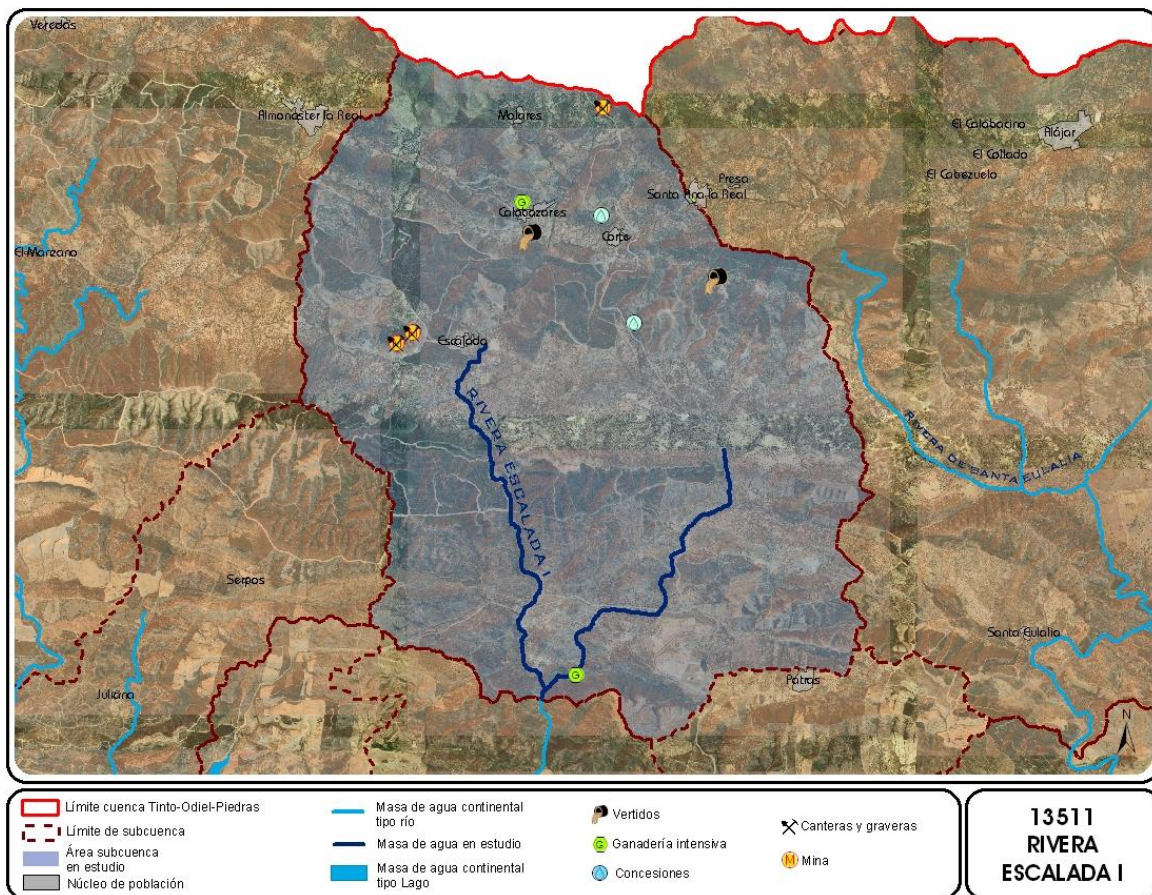 Veredas
Almonaster la Real
Molares
El Calabacino
Alájar
El Collado
El Cabezuelo
Presa
Santa Ana la Real
Calabazares
Corte
El Manzano
Escalada
RIVERA ESCALADA I
RIVERA DE SANTA EULALIA
Serpos
Santa Eulalia
Juliana
Patras
N
Límite cuenca Tinto-Odiel-Piedras
Límite de subcuenca
Área subcuenca
en estudio
Núcleo de población
Masa de agua continental
tipo río
Masa de agua en estudio
Masa de agua continental
tipo Lago
Vertidos
G Ganadería intensiva
Concesiones
Canteras y graveras
M Mina
13511
RIVERA
ESCALADA I